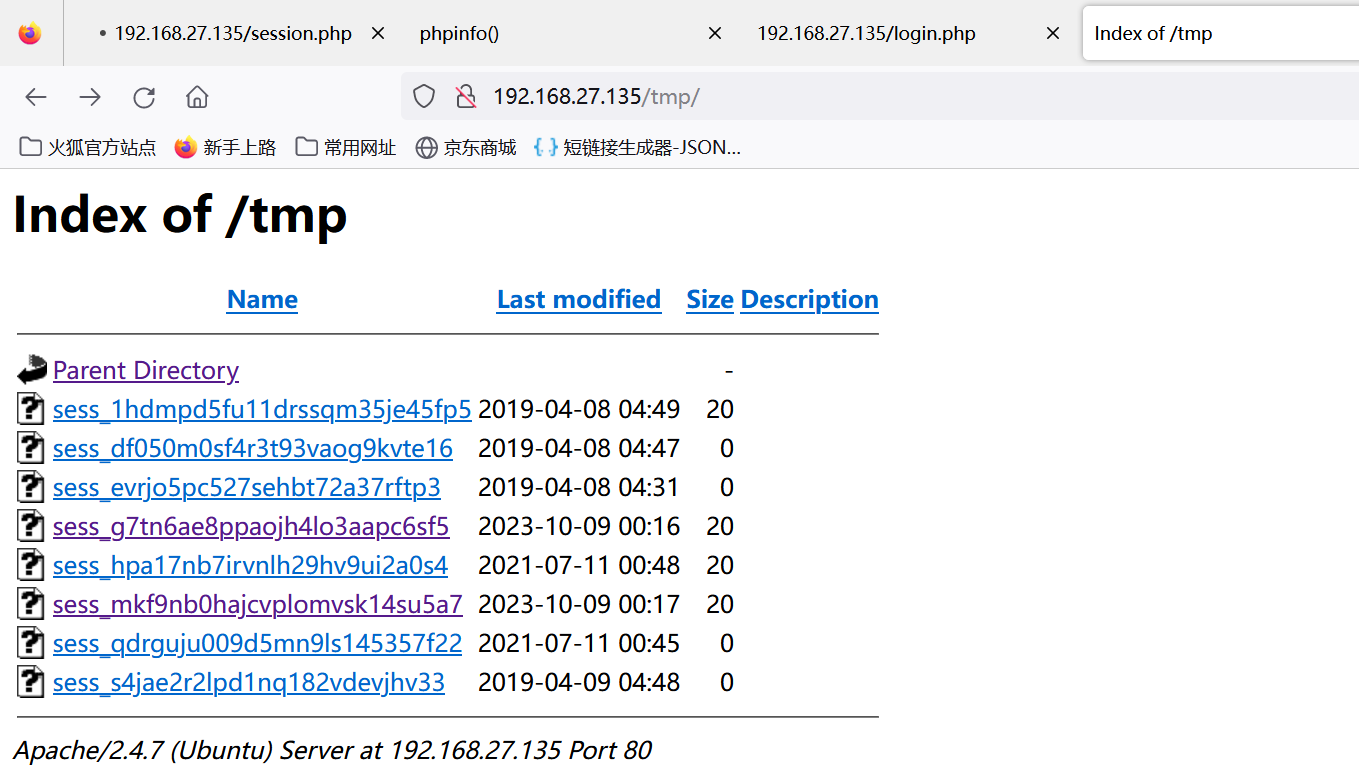 192.168.27.135/session.php phpinfo() 192.168.27.135/login.php Index of /tmp
192.168.27.135/tmp/
火狐官方站点 新手上路 常用网址 京东商城 短链接生成器-JSON...
Index of /tmp
Name Last modified Size Description
Parent Directory -
sess_1hdmpd5fu11drssqm35je45fp5 2019-04-08 04:49 20
sess_df050m0sf4r3t93vaog9kvte16 2019-04-08 04:47 0
sess_evrjo5pc527sehbt72a37rftp3 2019-04-08 04:31 0
sess_g7tn6ae8ppaojh4lo3aapc6sf5 2023-10-09 00:16 20
sess_hpa17nb7irvnlh29hv9ui2a0s4 2021-07-11 00:48 20
sess_mkf9nb0hajcvplomvsk14su5a7 2023-10-09 00:17 20
sess_qdrguju009d5mn9ls145357f22 2021-07-11 00:45 0
sess_s4jae2r2lpd1nq182vdevjhv33 2019-04-09 04:48 0
Apache/2.4.7 (Ubuntu) Server at 192.168.27.135 Port 80